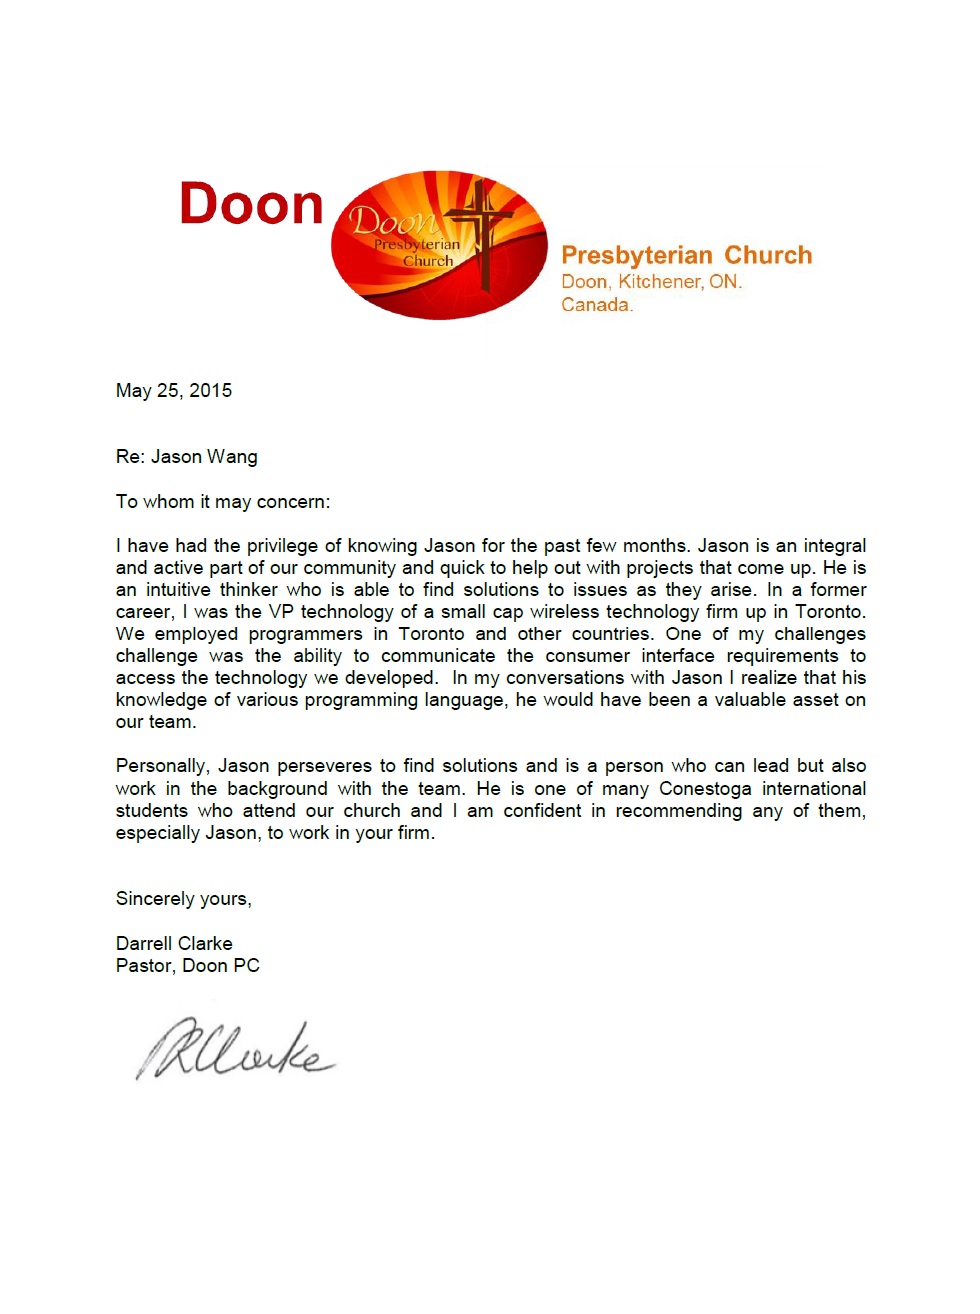 Doon
Doon
Presbyterian
Church
Presbyterian Church
Doon, Kitchener, ON.
Canada.
May 25, 2015
Re: Jason Wang
To whom it may concern:
I have had the privilege of knowing Jason for the past few months. Jason is an integral
and active part of our community and quick to help out with projects that come up. He is
an intuitive thinker who is able to find solutions to issues as they arise. In a former
career, I was the VP technology of a small cap wireless technology firm up in Toronto.
We employed programmers in Toronto and other countries. One of my challenges
challenge was the ability to communicate the consumer interface requirements to
access the technology we developed. In my conversations with Jason I realize that his
knowledge of various programming language, he would have been a valuable asset on
our team.
Personally, Jason perseveres to find solutions and is a person who can lead but also
work in the background with the team. He is one of many Conestoga international
students who attend our church and I am confident in recommending any of them,
especially Jason, to work in your firm.
Sincerely yours,
Darrell Clarke
Pastor, Doon PC
RClarke